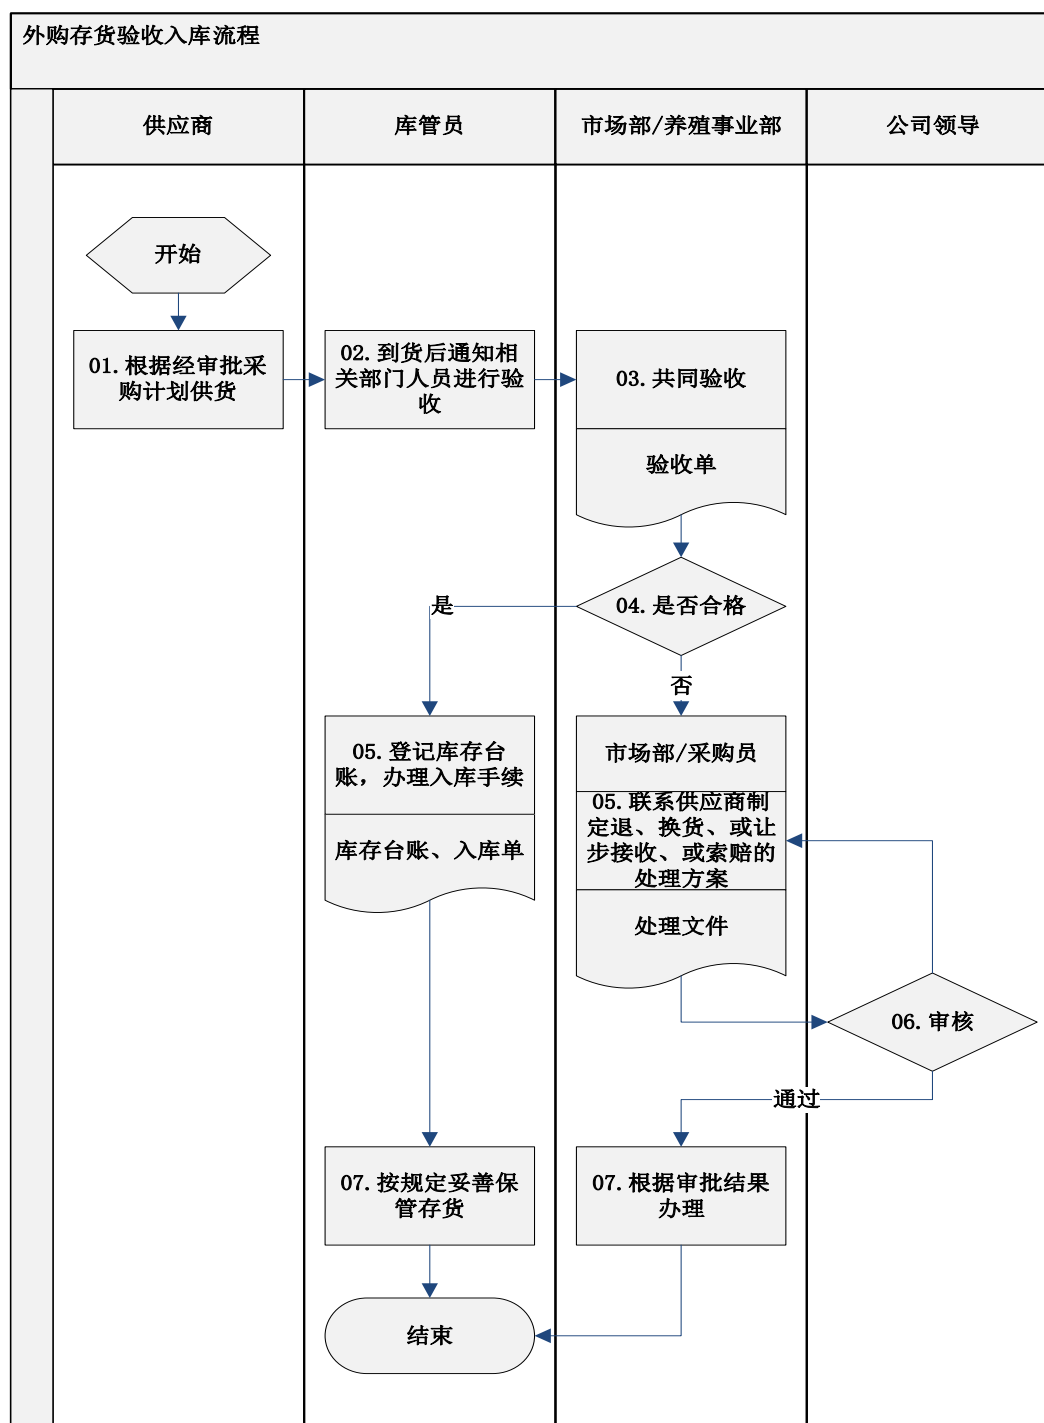 外购存货验收入库流程
供应商
库管员
市场部/养殖事业部
公司领导
开始
01.根据经审批采
购计划供货
02.到货后通知相
关部门人员进行验
收
03.共同验收
验收单
04.是否合格
是
否
05.登记库存台
账，办理入库手续
库存台账、入库单
市场部/采购员
05.联系供应商制
定退、换货、或让
步接收、或索赔的
处理方案
处理文件
06.审核
通过
07.按规定妥善保
管存货
07.根据审批结果
办理
结束